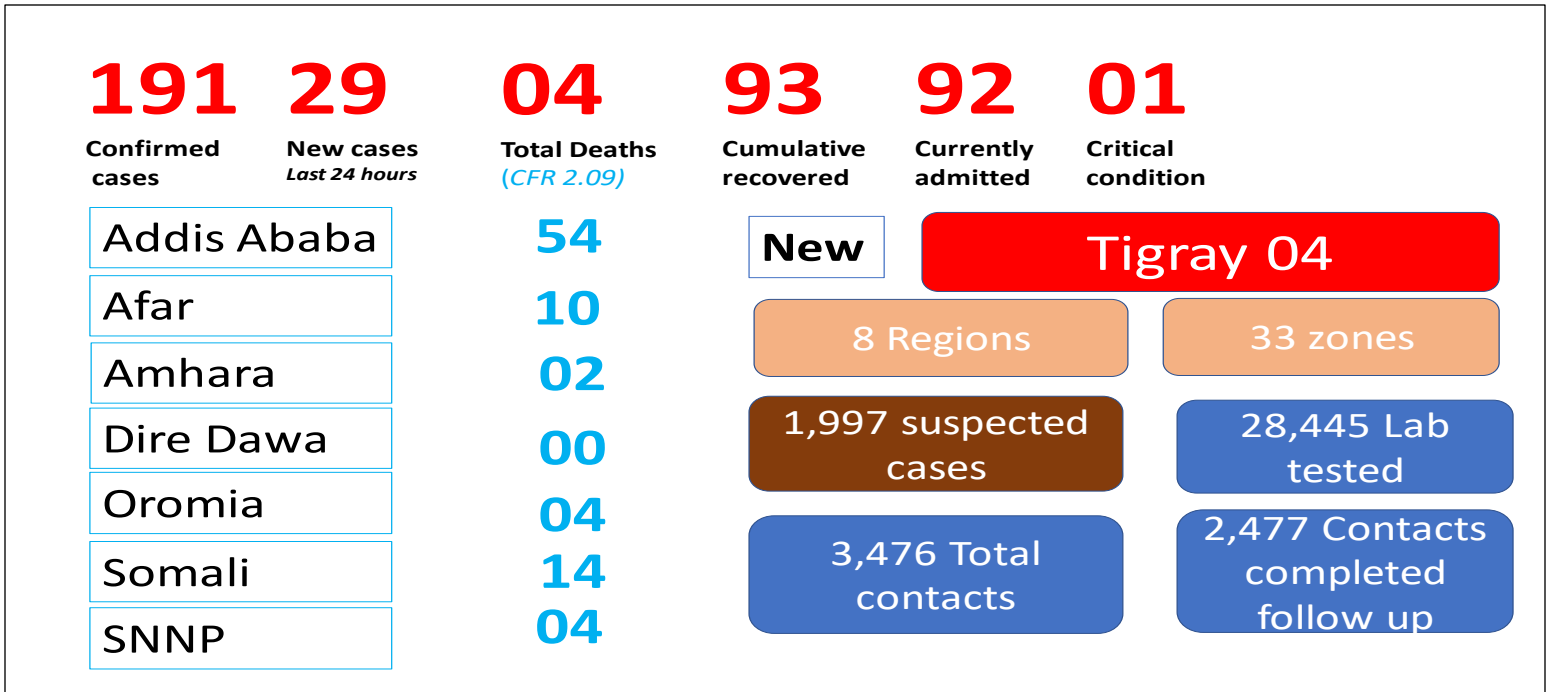 191 29 04 93 92 01
Confirmed New cases Total Deaths Cumulative Currently Critical
cases Last 24 hours (CFR 2.09) recovered admitted condition
Addis Ababa 54
Afar 10
Amhara 02
Dire Dawa 00
Oromia 04
Somali 14
SNNP 04
New Tigray 04
8 Regions 33 zones
1,997 suspected
cases
28,445 Lab
tested
3,476 Total
contacts
2,477 Contacts
completed
follow up